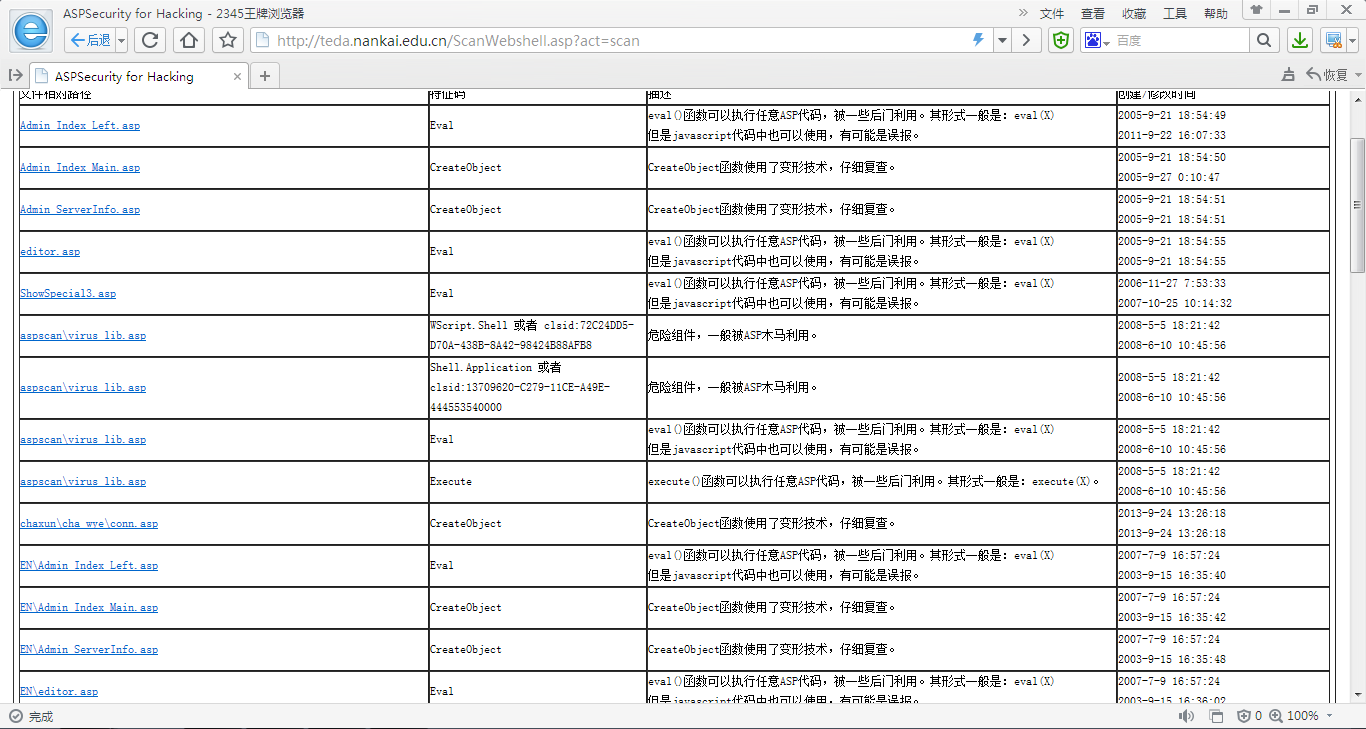 ASPSecurity for Hacking - 2345王牌浏览器
» 文件 查看 收藏 工具 帮助
后退 http://teda.nankai.edu.cn/ScanWebshell.asp?act=scan 百度
ASPSecurity for Hacking 恢复
文件相对路径 特征码 描述 创建/修改时间
Admin_Index_Left.asp Eval eval()函数可以执行任意ASP代码，被一些后门利用。其形式一般是：eval(X) 2005-9-21 18:54:49
但是javascript代码中也可以使用，有可能是误报。 2011-9-22 16:07:33
Admin_Index_Main.asp CreateObject CreateObject函数使用了变形技术，仔细复查。 2005-9-21 18:54:50
2005-9-27 0:10:47
Admin_ServerInfo.asp CreateObject CreateObject函数使用了变形技术，仔细复查。 2005-9-21 18:54:51
2005-9-21 18:54:51
editor.asp Eval eval()函数可以执行任意ASP代码，被一些后门利用。其形式一般是：eval(X) 2005-9-21 18:54:55
但是javascript代码中也可以使用，有可能是误报。 2005-9-21 18:54:55
ShowSpecial3.asp Eval eval()函数可以执行任意ASP代码，被一些后门利用。其形式一般是：eval(X) 2006-11-27 7:53:33
但是javascript代码中也可以使用，有可能是误报。 2007-10-25 10:14:32
aspscan\virus_lib.asp WScript.Shell 或者 clsid:72C24DD5- 危险组件，一般被ASP木马利用。 2008-5-5 18:21:42
D70A-438B-8A42-98424B88AFB8 2008-6-10 10:45:56
aspscan\virus_lib.asp Shell.Application 或者 危险组件，一般被ASP木马利用。 2008-5-5 18:21:42
clsid:13709620-C279-11CE-A49E- 2008-6-10 10:45:56
444553540000
aspscan\virus_lib.asp Eval eval()函数可以执行任意ASP代码，被一些后门利用。其形式一般是：eval(X) 2008-5-5 18:21:42
但是javascript代码中也可以使用，有可能是误报。 2008-6-10 10:45:56
aspscan\virus_lib.asp Execute execute()函数可以执行任意ASP代码，被一些后门利用。其形式一般是：execute(X)。 2008-5-5 18:21:42
2008-6-10 10:45:56
chaxun\cha_wve\conn.asp CreateObject CreateObject函数使用了变形技术，仔细复查。 2013-9-24 13:26:18
2013-9-24 13:26:18
EN\Admin_Index_Left.asp Eval eval()函数可以执行任意ASP代码，被一些后门利用。其形式一般是：eval(X) 2007-7-9 16:57:24
但是javascript代码中也可以使用，有可能是误报。 2003-9-15 16:35:40
EN\Admin_Index_Main.asp CreateObject CreateObject函数使用了变形技术，仔细复查。 2007-7-9 16:57:24
2003-9-15 16:35:42
EN\Admin_ServerInfo.asp CreateObject CreateObject函数使用了变形技术，仔细复查。 2007-7-9 16:57:24
2003-9-15 16:35:48
EN\editor.asp Eval eval()函数可以执行任意ASP代码，被一些后门利用。其形式一般是：eval(X) 2007-7-9 16:57:24
但是javascript代码中也可以使用，有可能是误报。 2003-9-15 16:36:02
完成 0 100%